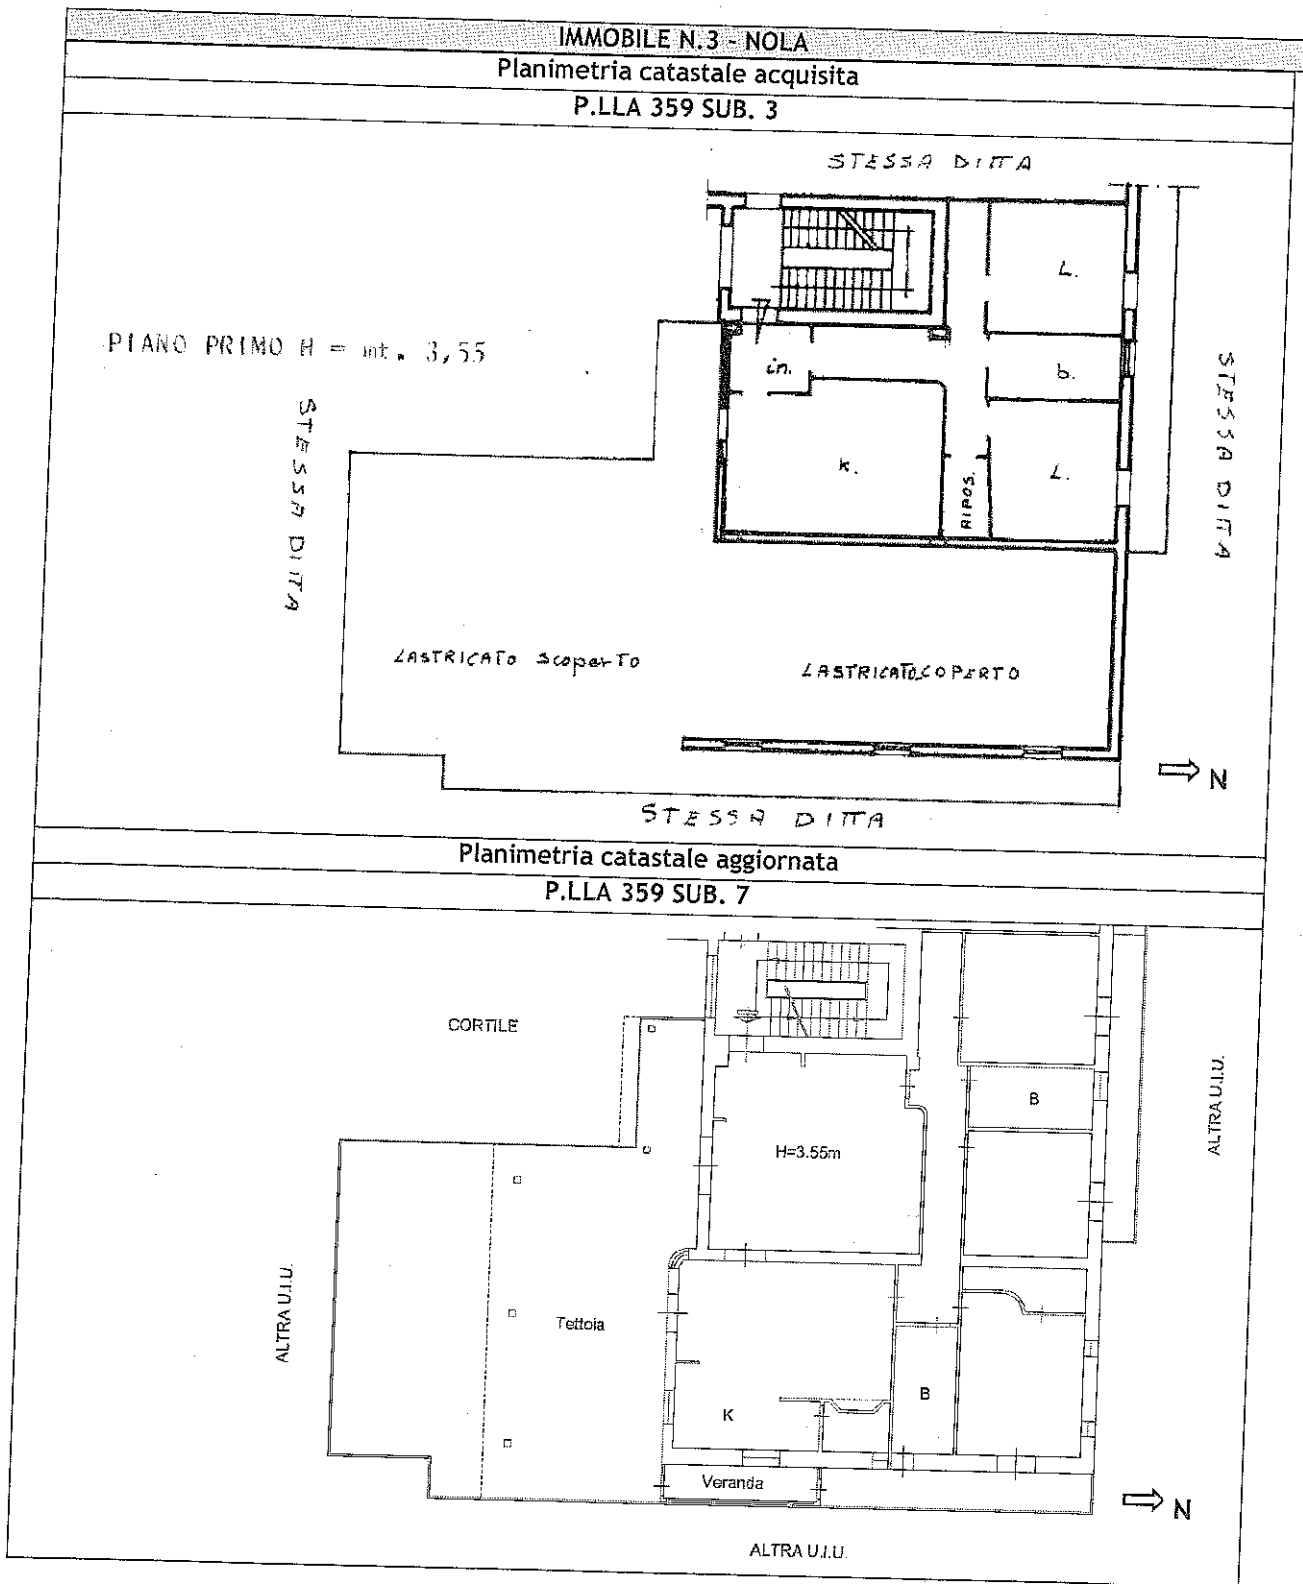 IMMOBILE N.3 - NOLA
Planimetria catastale acquisita
P.LLA 359 SUB. 3
STESSA DITTA
PIANO PRIMO H = mt. 3,55
L.
in.
b.
STESSA DITTA
STESSA DITTA
K.
RIPOS.
L.
LASTRICATO scoperTO
LASTRICATO COPERTO
N
STESSA DITTA
Planimetria catastale aggiornata
P.LLA 359 SUB. 7
CORTILE
B
ALTRA U.I.U.
H=3.55m
ALTRA U.I.U.
Tettoia
K
B
Veranda
N
ALTRA U.I.U.